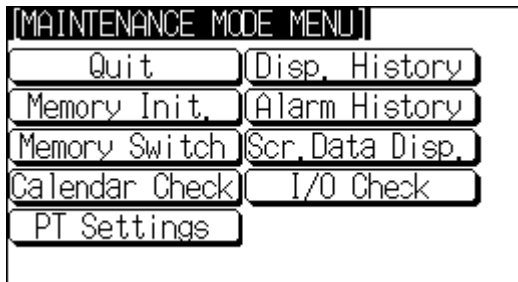 [MAINTENANCE MODE MENU]
Quit Disp. History
Memory Init. Alarm History
Memory Switch Scr.Data Disp.
Calendar Check I/O Check
PT Settings